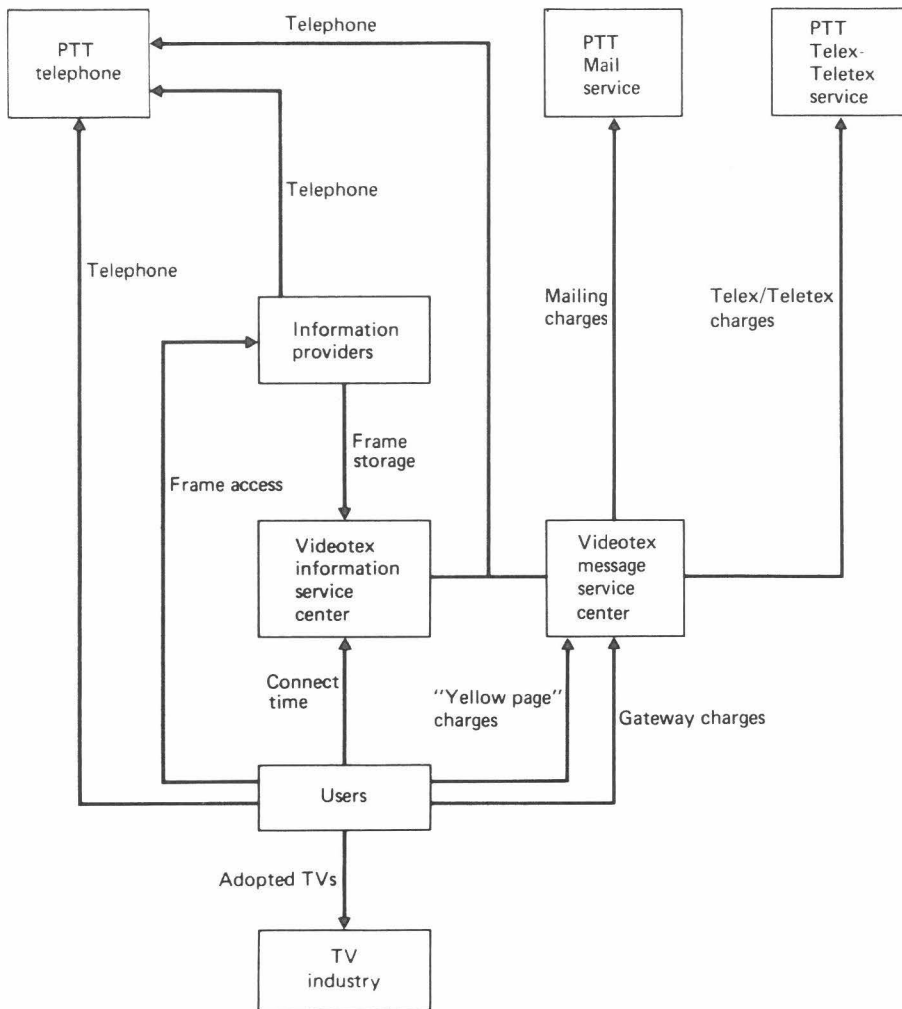 Telephone
PTT
telephone
PTT
Mail
service
PTT
Telex-
Teletex
service
Telephone
Telephone
Mailing
charges
Telex/Teletex
charges
Information
providers
Frame
storage
Frame access
Videotex
information
service
center
Videotex
message
service
center
Connect
time
"Yellow page"
charges
Gateway charges
Users
Adopted TVs
TV
industry